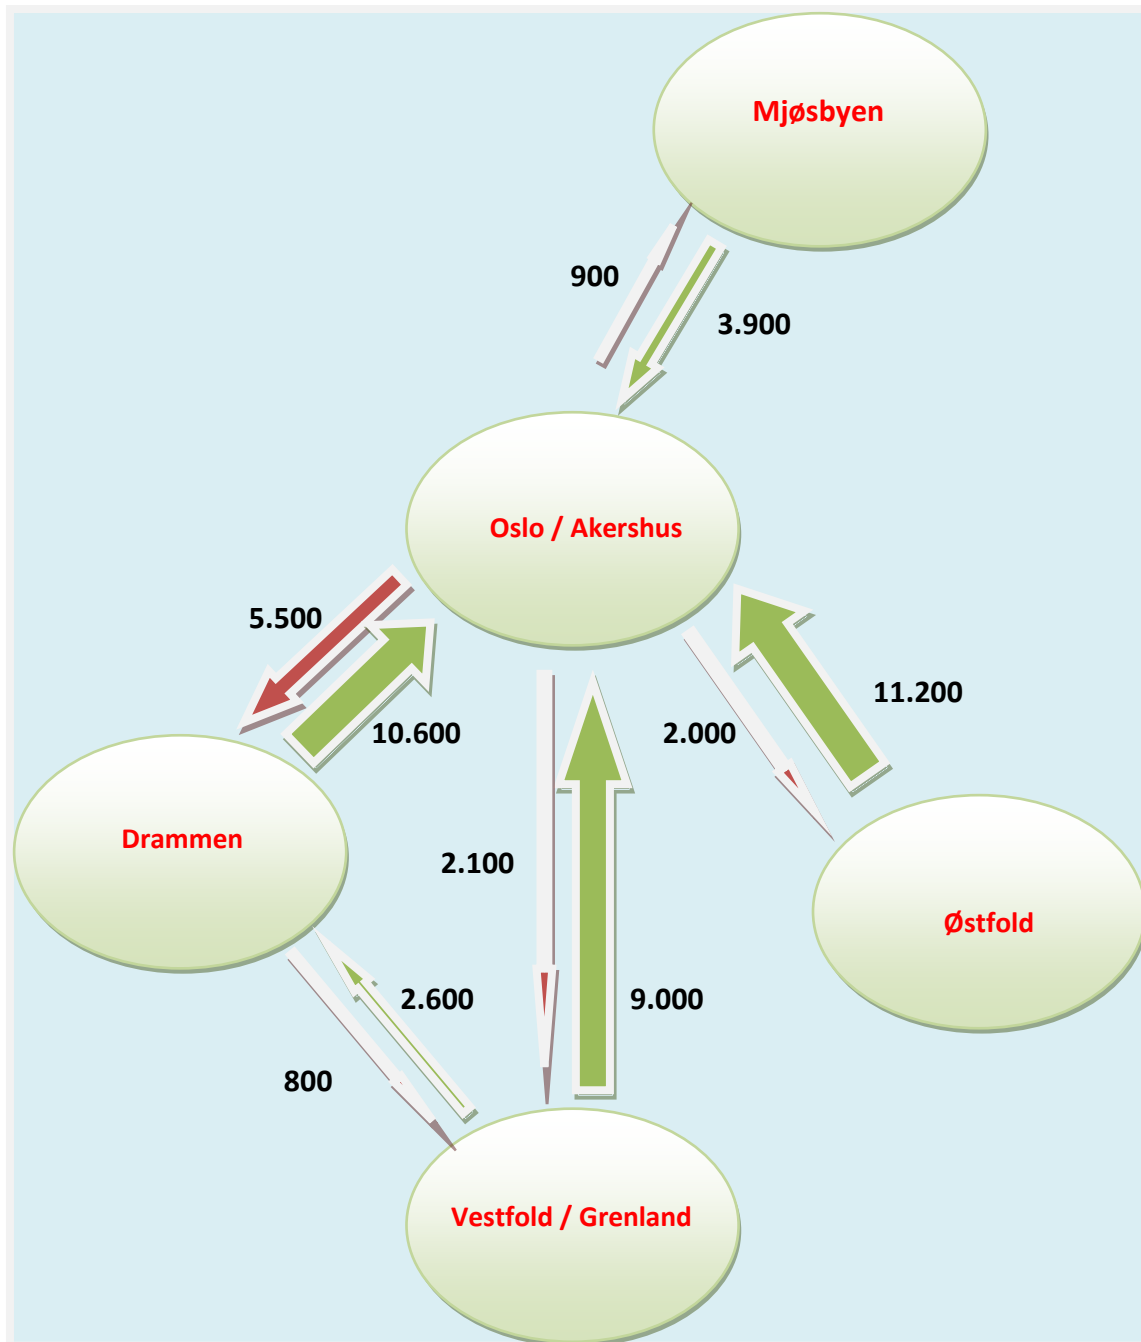 Mjøsbyen
900
3.900
Oslo / Akershus
5.500
10.600
11.200
2.000
Drammen
2.100
Østfold
2.600
9.000
800
Vestfold / Grenland